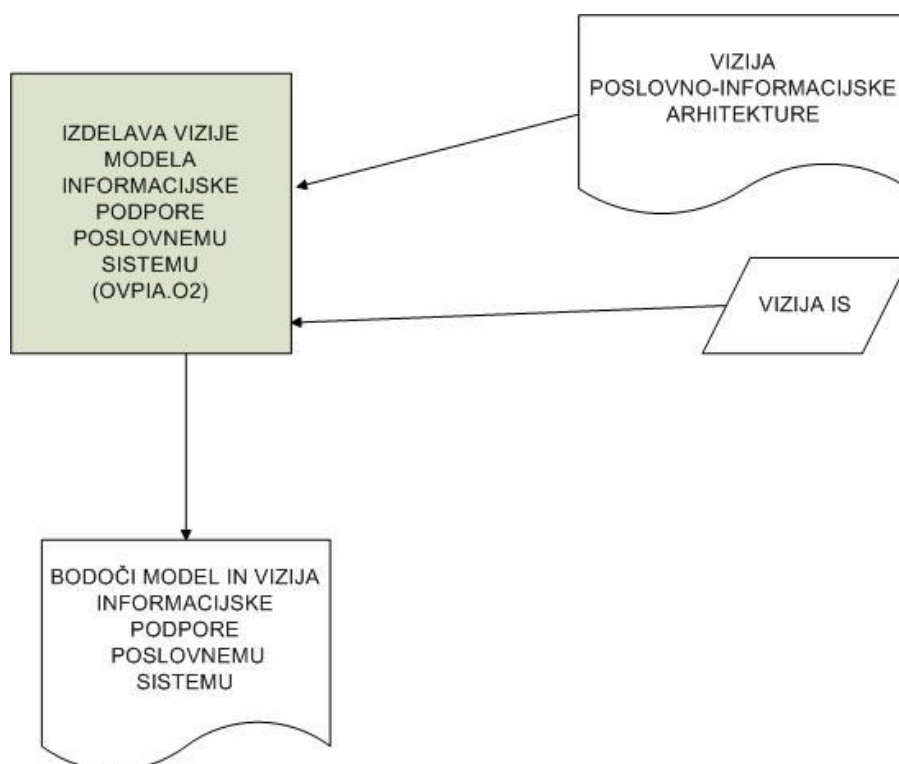 IZDELAVA VIZIJE
MODELA
INFORMACIJSKE
PODPORE
POSLOVNEMU
SISTEMU
(OVPIA.O2)
VIZIJA
POSLOVNO-INFORMACIJSKE
ARHITEKTURE
VIZIJA IS
BODOČI MODEL IN VIZIJA
INFORMACIJSKE
PODPORE
POSLOVNEMU
SISTEMU